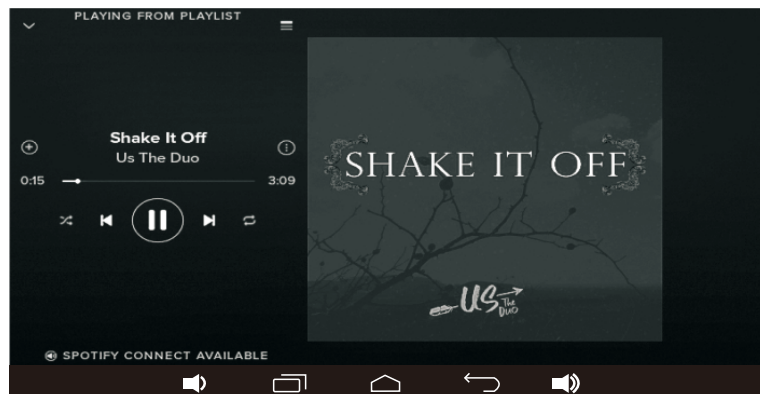 PLAYING FROM PLAYLIST
Shake It Off
Us The Duo
0:15
3:09
SPOTIFY CONNECT AVAILABLE
SHAKE IT OFF
US The Duo